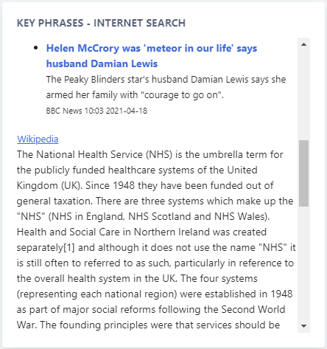 KEY PHRASES - INTERNET SEARCH
Helen McCrory was 'meteor in our life' says
husband Damian Lewis
The Peaky Blinders star's husband Damian Lewis says she
armed her family with "courage to go on".
BBC News 10:03 2021-04-18
Wikipedia
The National Health Service (NHS) is the umbrella term for
the publicly funded healthcare systems of the United
Kingdom (UK). Since 1948 they have been funded out of
general taxation. There are three systems which make up the
"NHS" (NHS in England, NHS Scotland and NHS Wales).
Health and Social Care in Northern Ireland was created
separately[1] and although it does not use the name "NHS" it
is still often to referred to as such, particularly in reference to
the overall health system in the UK. The four systems
(representing each national region) were established in 1948
as part of major social reforms following the Second World
War. The founding principles were that services should be